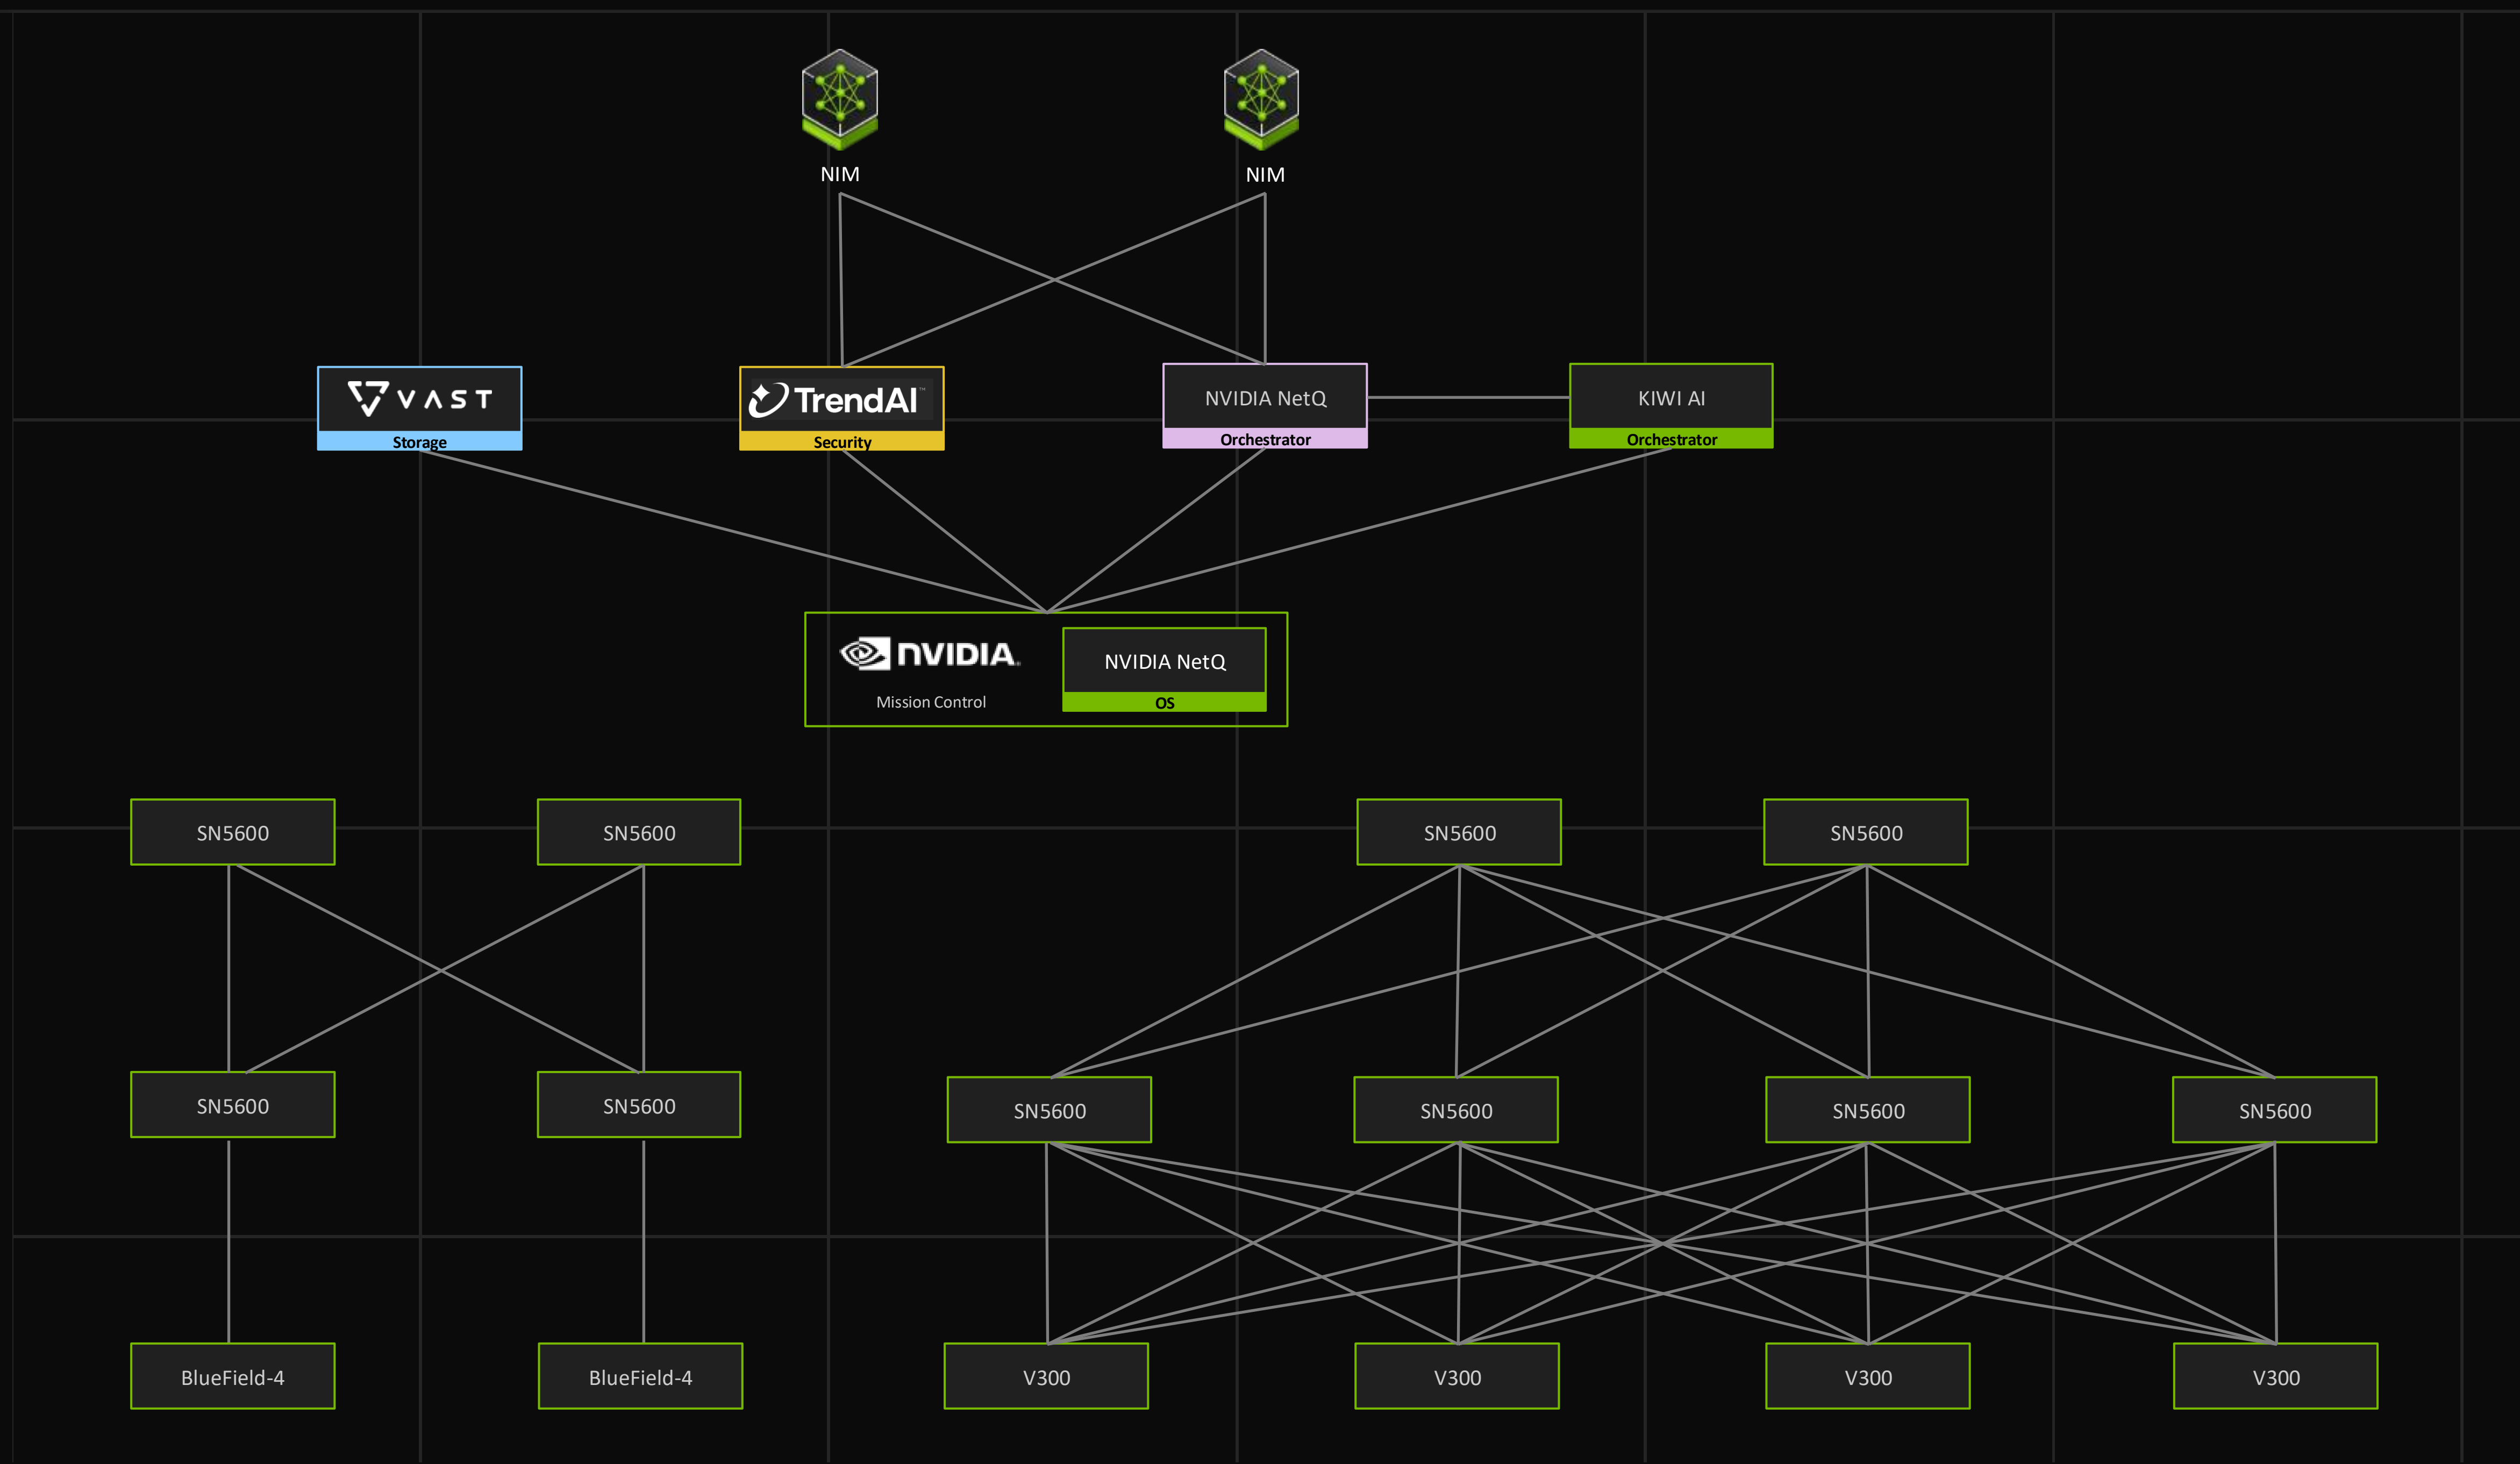 NIM
NIM
VAST
Storage
TrendAI™
Security
NVIDIA NetQ
Orchestrator
KIWI AI
Orchestrator
NVIDIA®
Mission Control
NVIDIA NetQ
OS
SN5600
SN5600
SN5600
SN5600
SN5600
SN5600
SN5600
SN5600
SN5600
SN5600
BlueField-4
BlueField-4
V300
V300
V300
V300